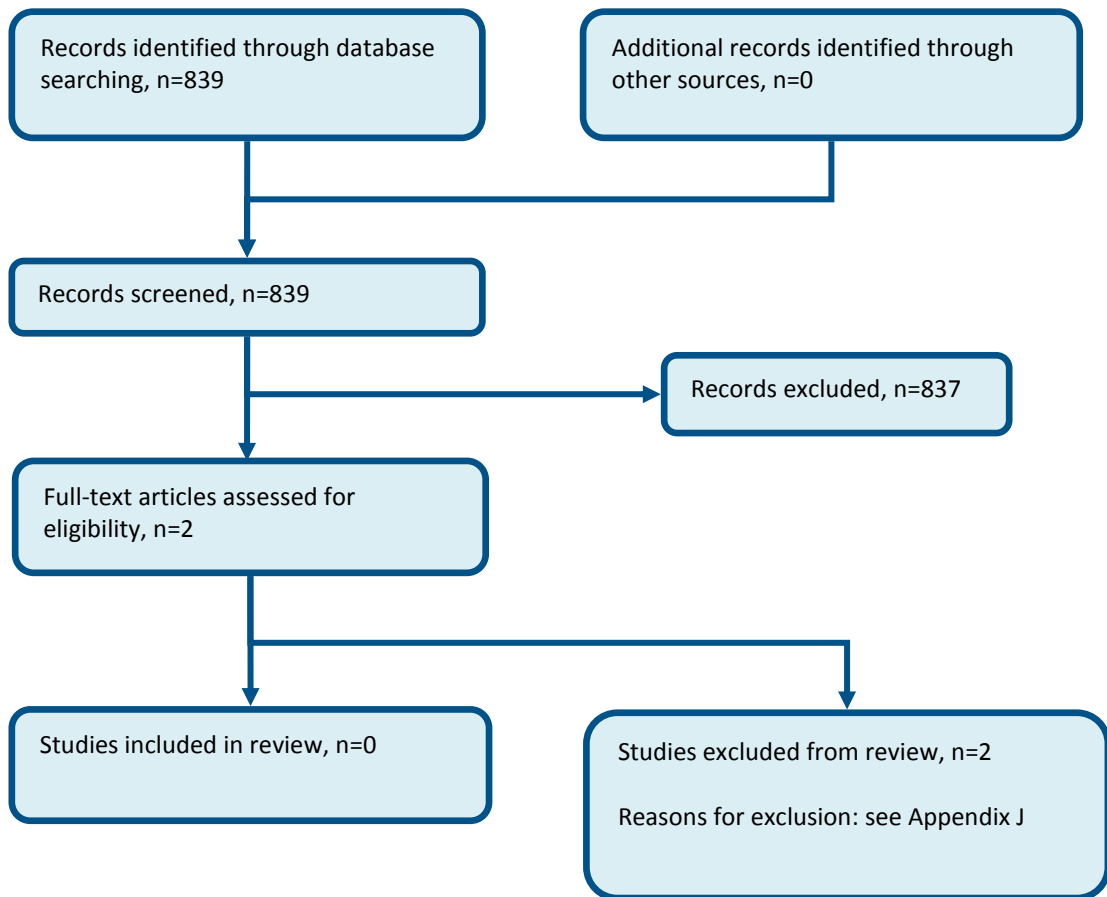 Records identified through database
searching, n=839
Additional records identified through
other sources, n=0
Records screened, n=839
Records excluded, n=837
Full-text articles assessed for
eligibility, n=2
Studies included in review, n=0
Studies excluded from review, n=2
Reasons for exclusion: see Appendix J